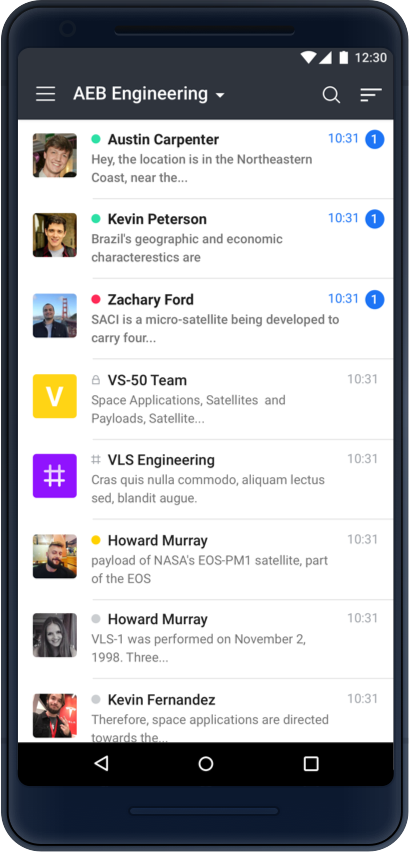 12:30
AEB Engineering
Austin Carpenter 10:31 1
Hey, the location is in the Northeastern
Coast, near the...
Kevin Peterson 10:31 1
Brazil's geographic and economic
characterestics are
Zachary Ford 10:31 1
SACI is a micro-satellite being developed to
carry four...
V
VS-50 Team 10:31
Space Applications, Satellites and
Payloads, Satellite...
#
# VLS Engineering 10:31
Cras quis nulla commodo, aliquam lectus
sed, blandit augue.
Howard Murray 10:31
payload of NASA's EOS-PM1 satellite, part
of the EOS
Howard Murray 10:31
VLS-1 was performed on November 2,
1998. Three...
Kevin Fernandez 10:31
Therefore, space applications are directed
towards the...